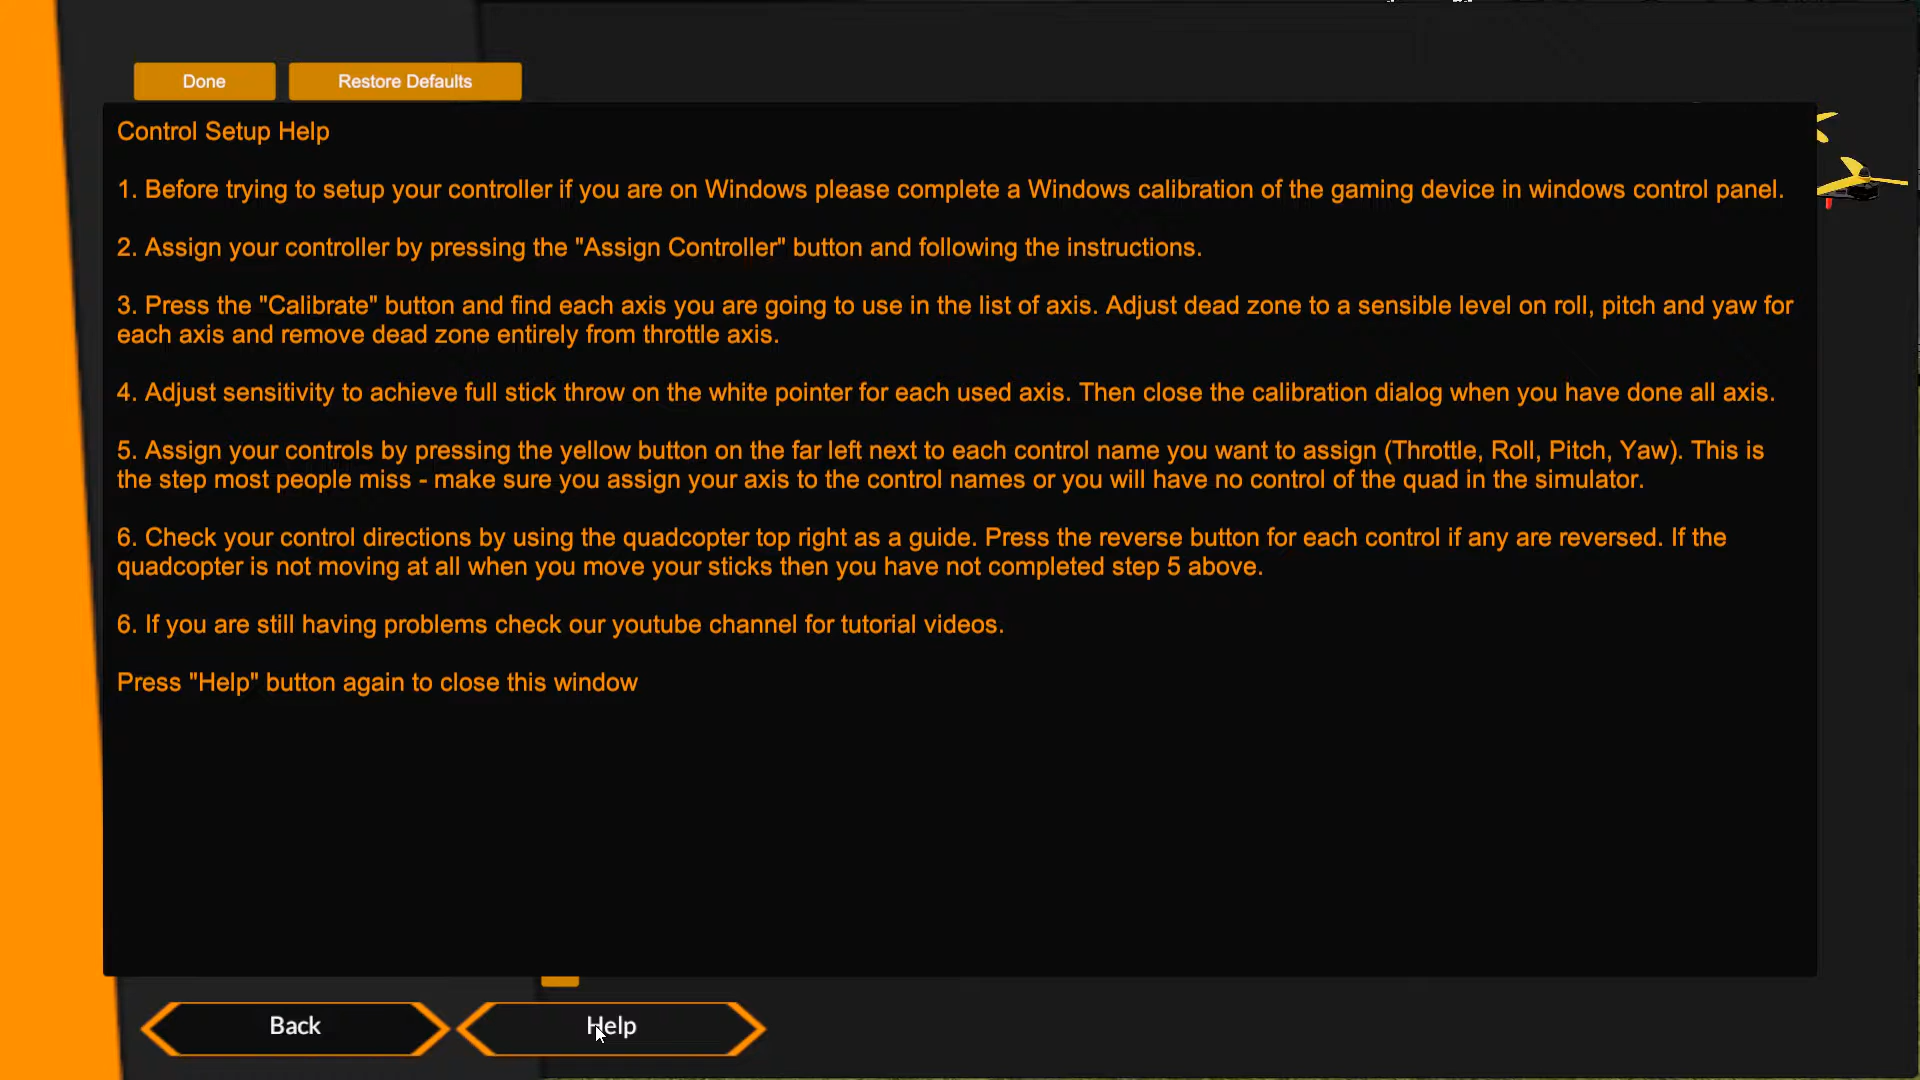 Done
Restore Defaults
Control Setup Help
1. Before trying to setup your controller if you are on Windows please complete a Windows calibration of the gaming device in windows control panel.
2. Assign your controller by pressing the "Assign Controller" button and following the instructions.
3. Press the "Calibrate" button and find each axis you are going to use in the list of axis. Adjust dead zone to a sensible level on roll, pitch and yaw for
each axis and remove dead zone entirely from throttle axis.
4. Adjust sensitivity to achieve full stick throw on the white pointer for each used axis. Then close the calibration dialog when you have done all axis.
5. Assign your controls by pressing the yellow button on the far left next to each control name you want to assign (Throttle, Roll, Pitch, Yaw). This is
the step most people miss - make sure you assign your axis to the control names or you will have no control of the quad in the simulator.
6. Check your control directions by using the quadcopter top right as a guide. Press the reverse button for each control if any are reversed. If the
quadcopter is not moving at all when you move your sticks then you have not completed step 5 above.
6. If you are still having problems check our youtube channel for tutorial videos.
Press "Help" button again to close this window
Back
Help